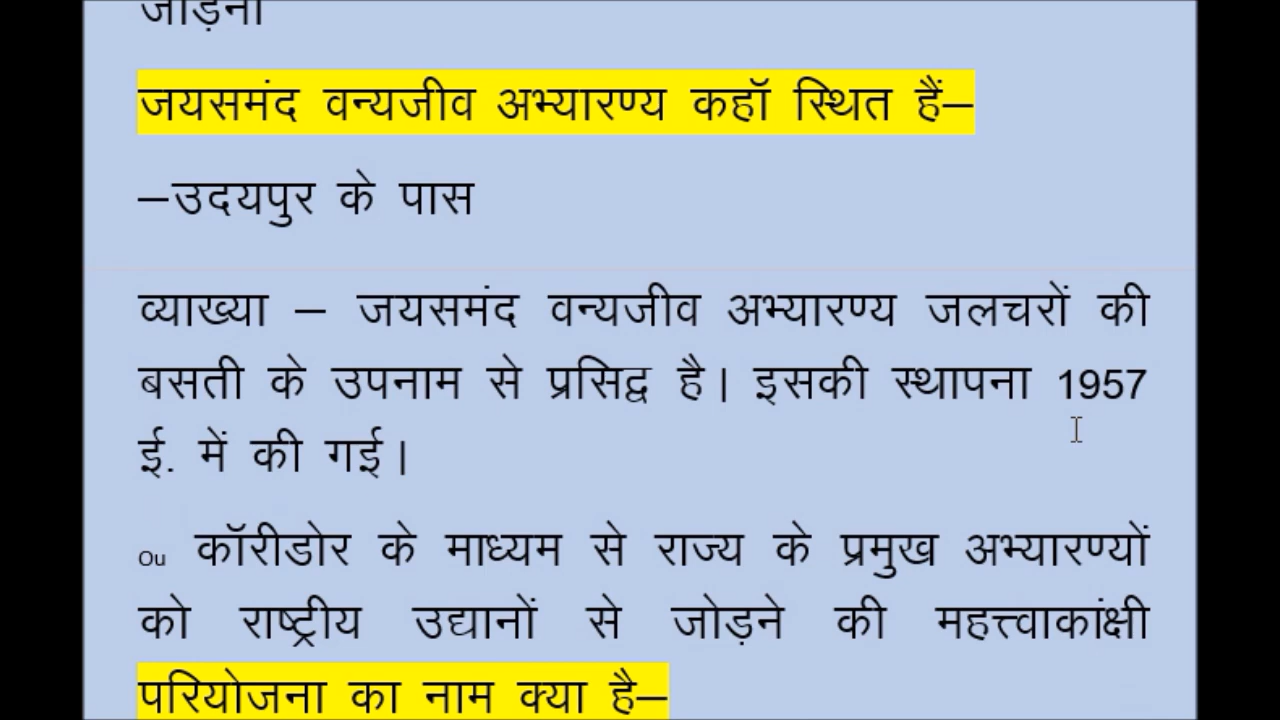 जोड़ना
जयसमंद वन्यजीव अभ्यारण्य कहॉ स्थित हैं–
–उदयपुर के पास
व्याख्या – जयसमंद वन्यजीव अभ्यारण्य जलचरों की
बसती के उपनाम से प्रसिद्व है। इसकी स्थापना 1957
ई. में की गई।
Ou कॉरीडोर के माध्यम से राज्य के प्रमुख अभ्यारण्यों
को राष्ट्रीय उद्यानों से जोड़ने की महत्त्वाकांक्षी
परियोजना का नाम क्या है–